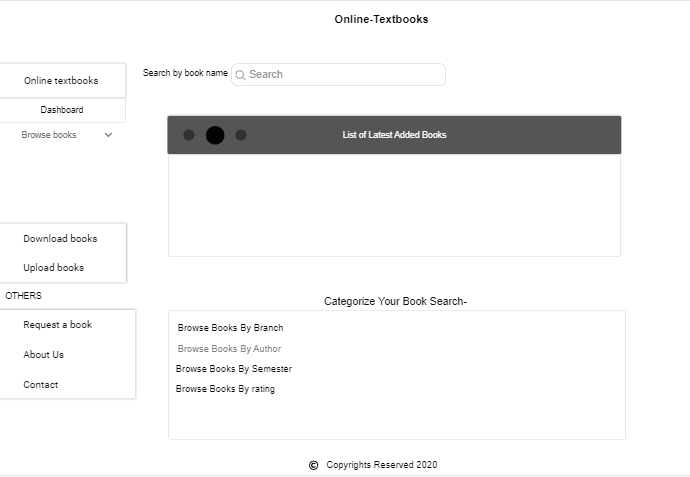 Online-Textbooks
Search by book name Search
Online textbooks
Dashboard
Browse books
List of Latest Added Books
Download books
Upload books
OTHERS
Request a book
About Us
Contact
Categorize Your Book Search-
Browse Books By Branch
Browse Books By Author
Browse Books By Semester
Browse Books By rating
© Copyrights Reserved 2020